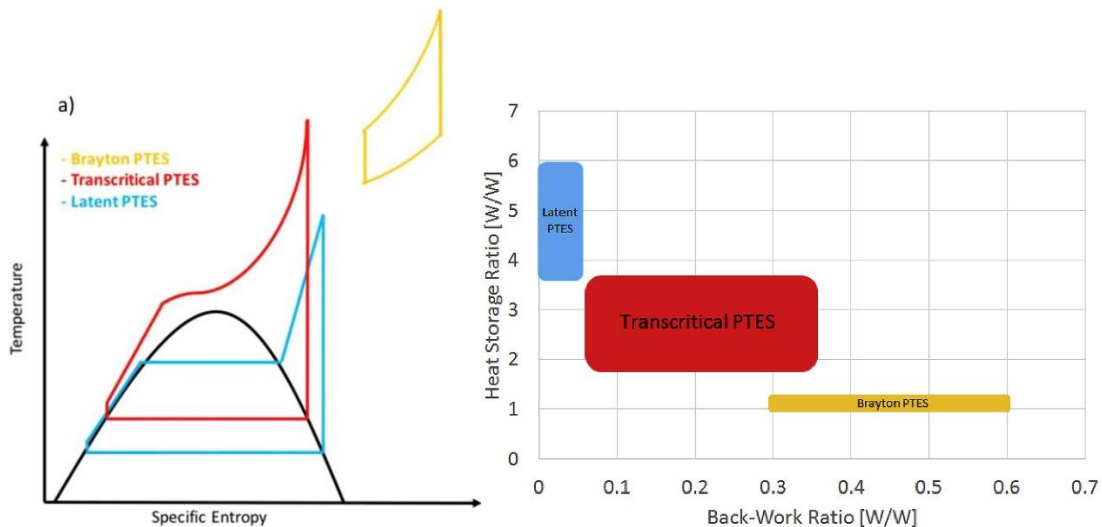 a)
- Brayton PTES
- Transcritical PTES
- Latent PTES
Temperature
Specific Entropy
7
6
5
4
3
2
1
0
Heat Storage Ratio [W/W]
Latent
PTES
Transcritical PTES
Brayton PTES
0 0.1 0.2 0.3 0.4 0.5 0.6 0.7
Back-Work Ratio [W/W]